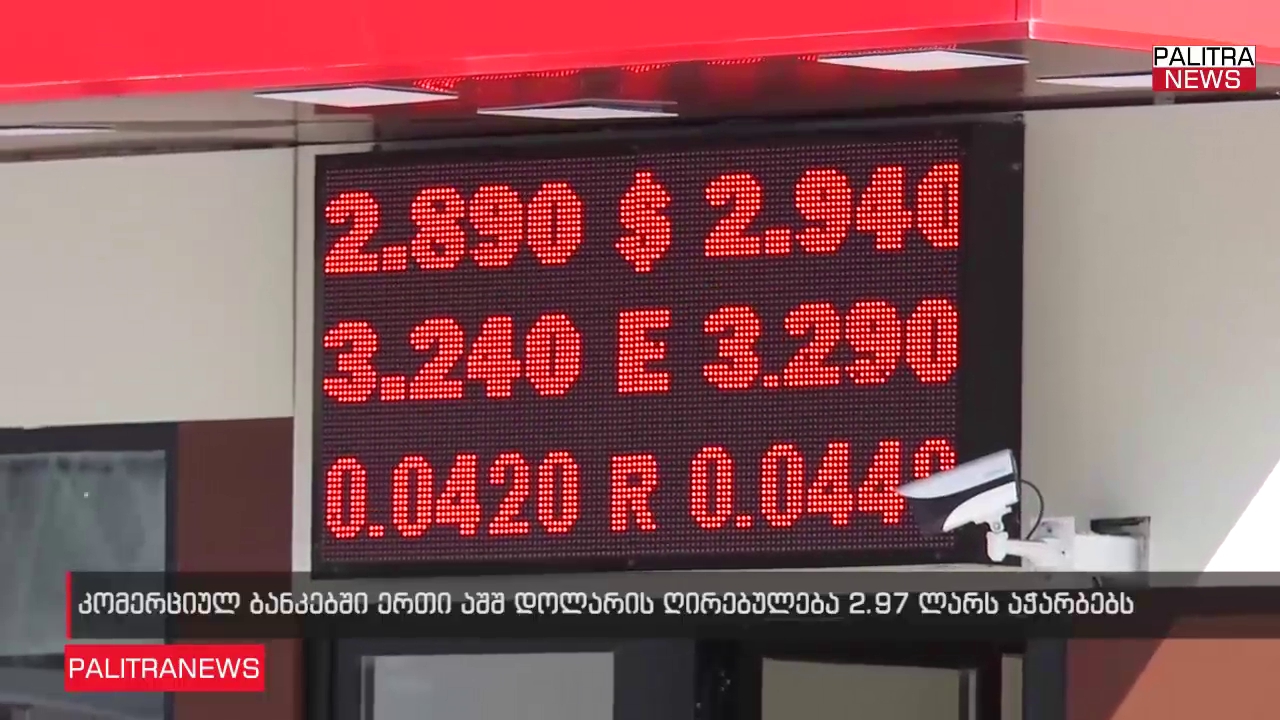 PALITRA
NEWS
2.890 $ 2.940
3.240 E 3.290
0.0420 R 0.0440
კომერციულ ბანკებში ერთი აშშ დოლარის ღირებულება 2.97 ლარს აჭარბებს
PALITRANEWS